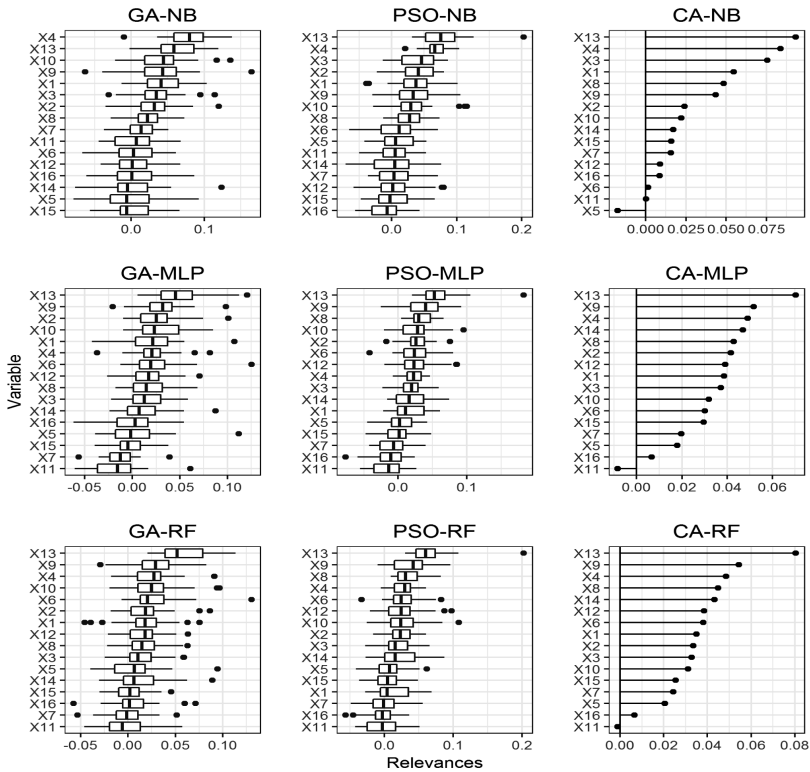 GA-NB PSO-NB CA-NB
X4 X13 X13
X13 X4 X4
X10 X3 X3
X9 X2 X1
X1 X1 X8
X3 X9 X9
X2 X10 X2
X8 X8 X10
X7 X6 X14
X11 X5 X15
X6 X11 X7
X12 X14 X12
X16 X7 X16
X14 X12 X6
X5 X15 X11
X15 X16 X5
0.0 0.1 0.0 0.1 0.2 0.000 0.025 0.050 0.075
GA-MLP PSO-MLP CA-MLP
X13 X13 X13
X9 X9 X9
X2 X8 X4
X10 X10 X14
X1 X2 X8
X4 X6 X2
X6 X12 X12
X12 X4 X1
X8 X3 X3
X3 X14 X10
X14 X1 X6
X16 X5 X15
X5 X15 X7
X15 X7 X5
X7 X16 X16
X11 X11 X11
-0.05 0.00 0.05 0.10 0.0 0.1 0.00 0.02 0.04 0.06
Variable
GA-RF PSO-RF CA-RF
X13 X13 X13
X9 X9 X9
X4 X8 X4
X10 X4 X8
X6 X6 X14
X2 X12 X12
X1 X10 X6
X12 X2 X1
X8 X3 X2
X3 X14 X3
X5 X5 X10
X14 X15 X15
X15 X1 X7
X16 X7 X5
X7 X16 X16
X11 X11 X11
-0.05 0.00 0.05 0.10 0.0 0.1 0.2 0.00 0.02 0.04 0.06 0.08
Relevances